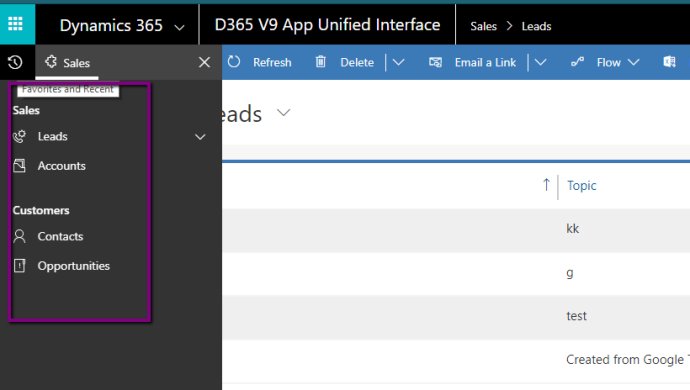 Dynamics 365
D365 V9 App Unified Interface
Sales > Leads
Sales
Refresh
Delete
Email a Link
Flow
Favorites and Recent
Sales
Leads
Accounts
Customers
Contacts
Opportunities
eads
Topic
kk
g
test
Created from Google